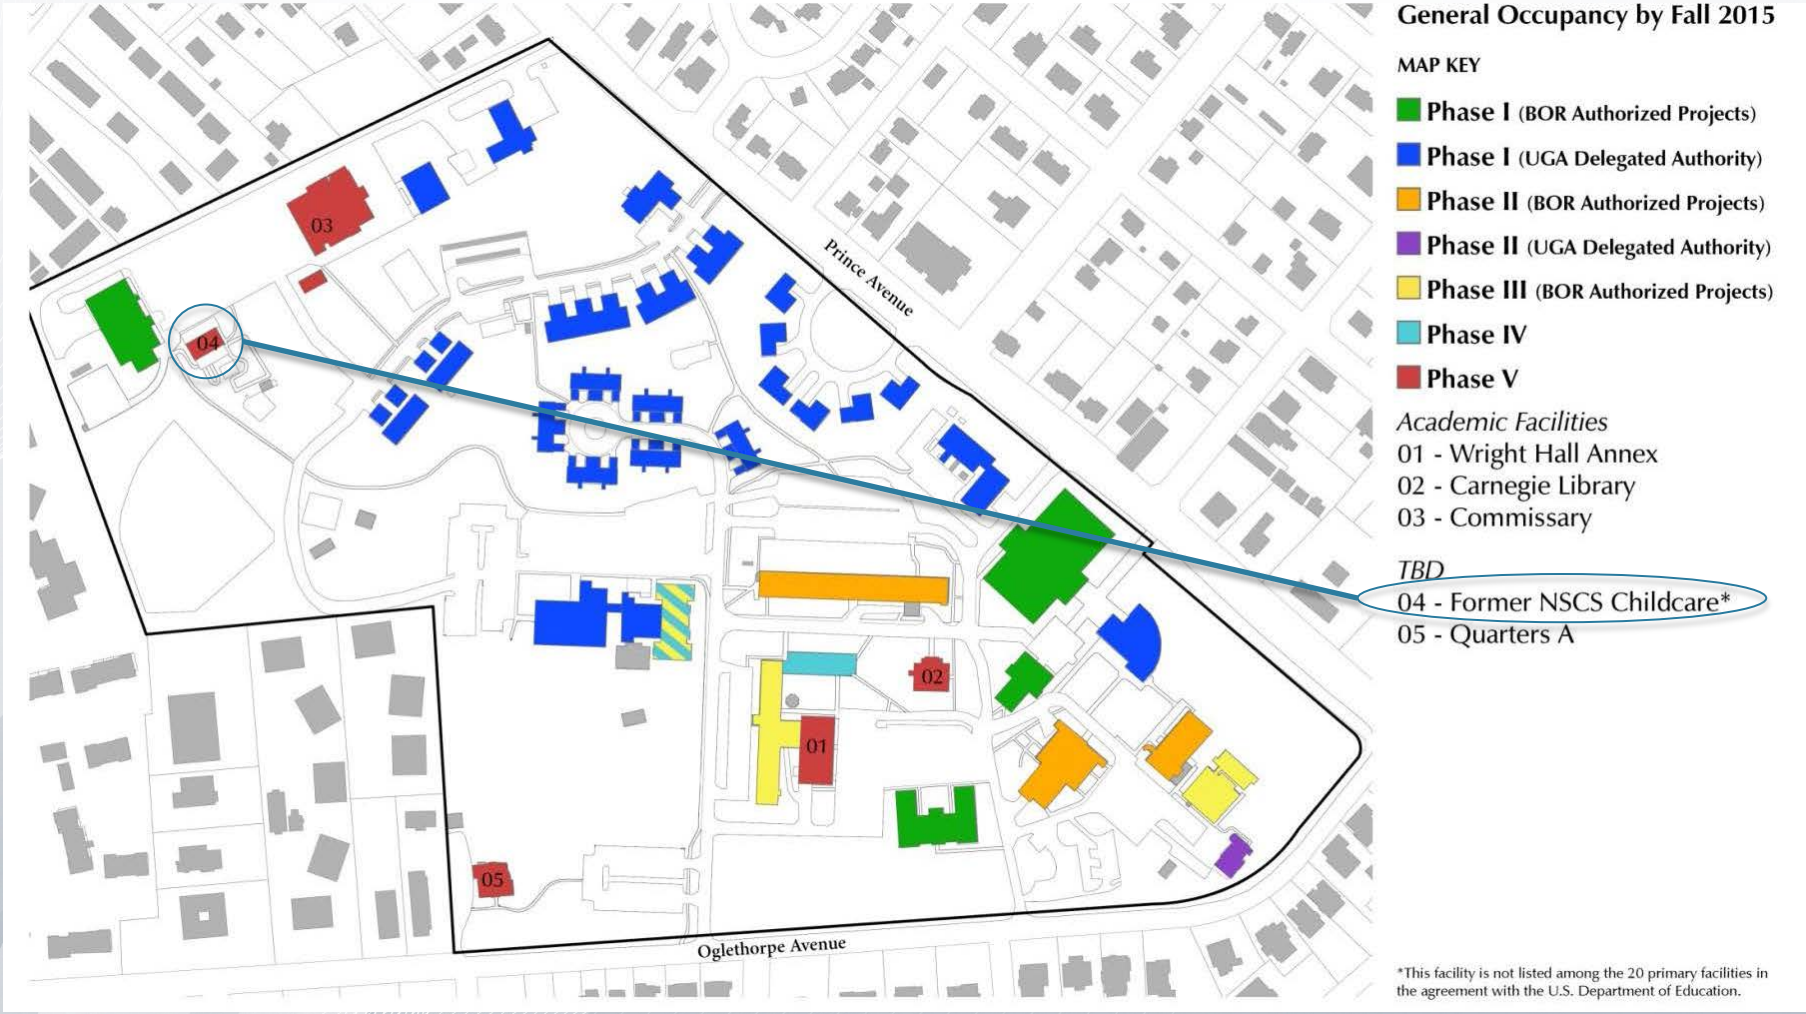 General Occupancy by Fall 2015
MAP KEY
Phase I (BOR Authorized Projects)
Phase I (UGA Delegated Authority)
Phase II (BOR Authorized Projects)
Phase II (UGA Delegated Authority)
Phase III (BOR Authorized Projects)
Phase IV
Phase V
Academic Facilities
01 - Wright Hall Annex
02 - Carnegie Library
03 - Commissary
TBD
04 - Former NSCS Childcare*
05 - Quarters A
*This facility is not listed among the 20 primary facilities in
the agreement with the U.S. Department of Education.
03
Prince Avenue
04
02
01
05
Oglethorpe Avenue